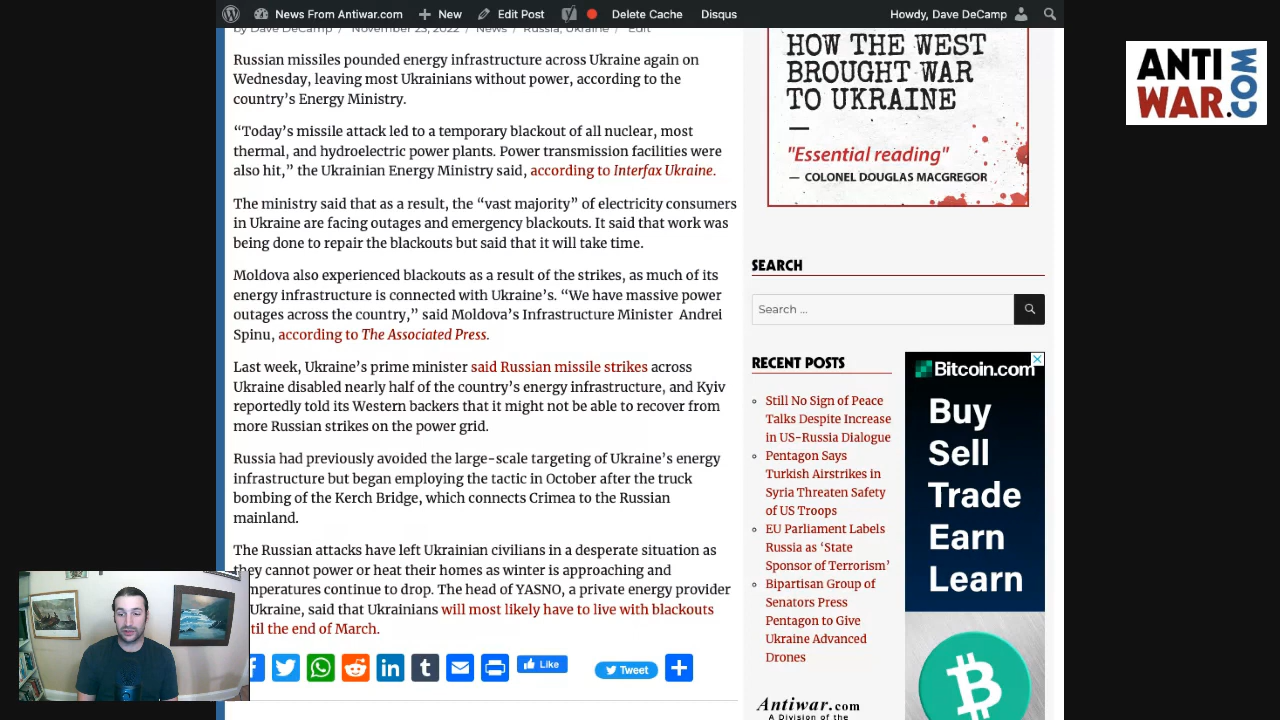 News From Antiwar.com
New
Edit Post
Delete Cache
Disqus
Howdy, Dave DeCamp
by Dave DeCamp / November 23, 2022 / News / Russia, Ukraine / Edit
Russian missiles pounded energy infrastructure across Ukraine again on
Wednesday, leaving most Ukrainians without power, according to the
country’s Energy Ministry.
“Today’s missile attack led to a temporary blackout of all nuclear, most
thermal, and hydroelectric power plants. Power transmission facilities were
also hit,” the Ukrainian Energy Ministry said, according to Interfax Ukraine.
The ministry said that as a result, the “vast majority” of electricity consumers
in Ukraine are facing outages and emergency blackouts. It said that work was
being done to repair the blackouts but said that it will take time.
Moldova also experienced blackouts as a result of the strikes, as much of its
energy infrastructure is connected with Ukraine’s. “We have massive power
outages across the country,” said Moldova’s Infrastructure Minister Andrei
Spinu, according to The Associated Press.
Last week, Ukraine’s prime minister said Russian missile strikes across
Ukraine disabled nearly half of the country’s energy infrastructure, and Kyiv
reportedly told its Western backers that it might not be able to recover from
more Russian strikes on the power grid.
Russia had previously avoided the large-scale targeting of Ukraine’s energy
infrastructure but began employing the tactic in October after the truck
bombing of the Kerch Bridge, which connects Crimea to the Russian
mainland.
The Russian attacks have left Ukrainian civilians in a desperate situation as
they cannot power or heat their homes as winter is approaching and
mperatures continue to drop. The head of YASNO, a private energy provider
Ukraine, said that Ukrainians will most likely have to live with blackouts
til the end of March.
Like
Tweet
HOW THE WEST
BROUGHT WAR
TO UKRAINE
"Essential reading"
— COLONEL DOUGLAS MACGREGOR
SEARCH
Search ...
RECENT POSTS
Still No Sign of Peace
Talks Despite Increase
in US-Russia Dialogue
Pentagon Says
Turkish Airstrikes in
Syria Threaten Safety
of US Troops
EU Parliament Labels
Russia as ‘State
Sponsor of Terrorism’
Bipartisan Group of
Senators Press
Pentagon to Give
Ukraine Advanced
Drones
Antiwar.com
A Division of the
Bitcoin.com
Buy
Sell
Trade
Earn
Learn
ANTI
WAR.COM